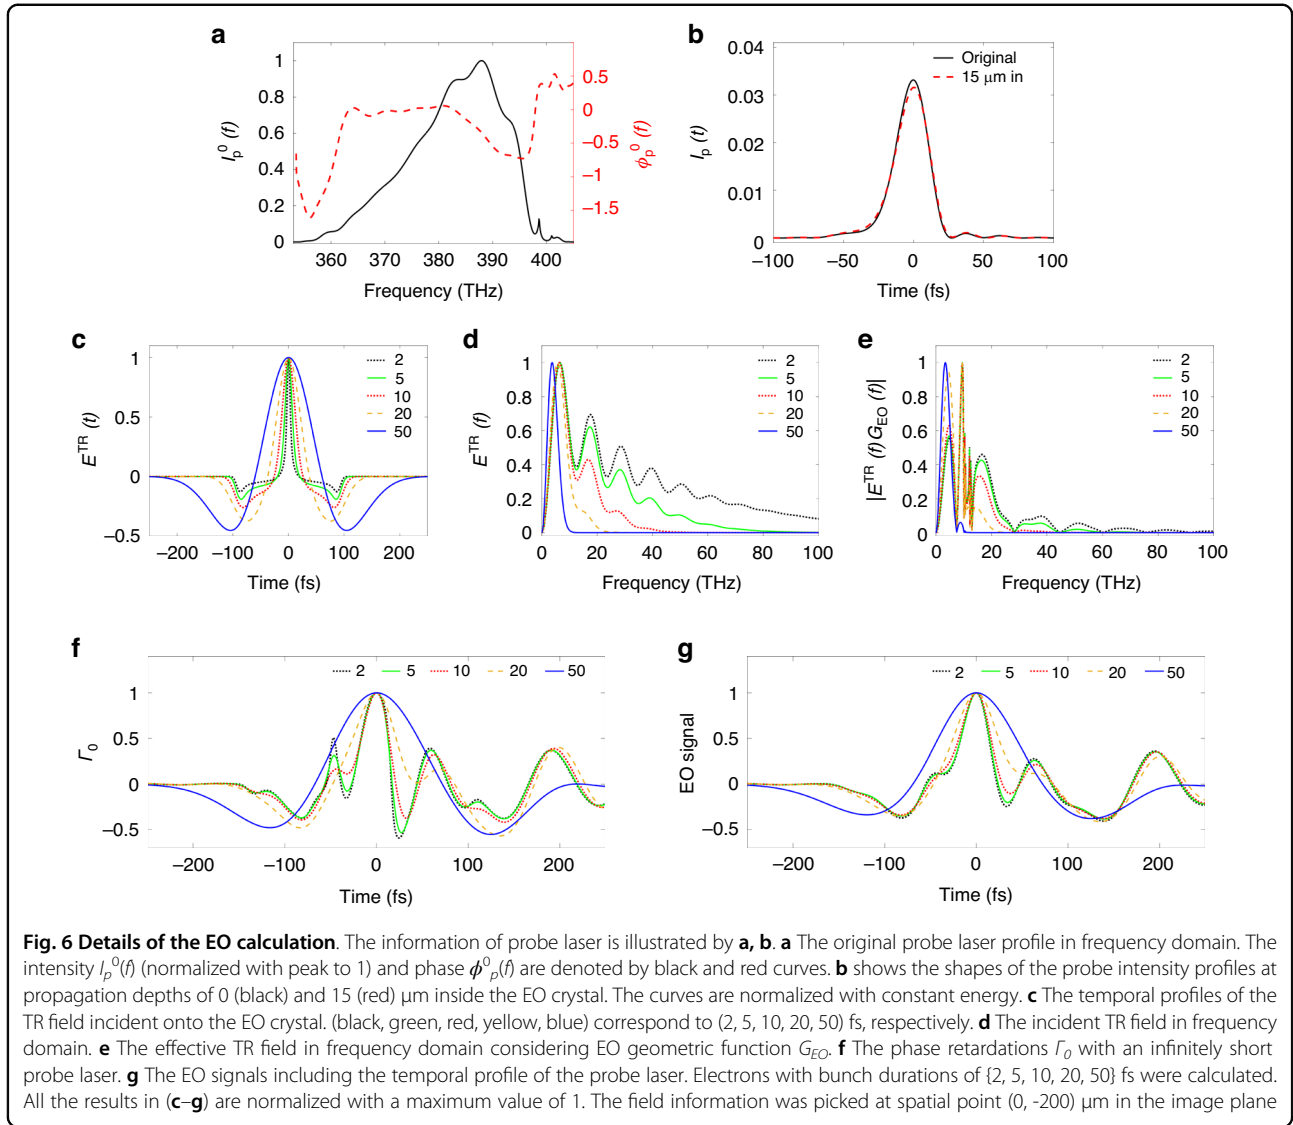 a
I_p^0 (f)
1
0.8
0.6
0.4
0.2
0
360 370 380 390 400
Frequency (THz)
0.5
0
−0.5
−1
−1.5
ϕ_p^0 (f)
b
I_p (t)
0.04
0.03
0.02
0.01
0
−100 −50 0 50 100
Time (fs)
Original
15 μm in
c
E^TR (t)
1
0.5
0
−0.5
−200 −100 0 100 200
Time (fs)
2
5
10
20
50
d
E^TR (f)
1
0.8
0.6
0.4
0.2
0
0 20 40 60 80 100
Frequency (THz)
2
5
10
20
50
e
|E^TR (f)G_EO (f)|
1
0.8
0.6
0.4
0.2
0
0 20 40 60 80 100
Frequency (THz)
2
5
10
20
50
f
2 5 10 20 50
Γ_0
1
0.5
0
−0.5
−200 −100 0 100 200
Time (fs)
g
2 5 10 20 50
EO signal
1
0.5
0
−0.5
−200 −100 0 100 200
Time (fs)
Fig. 6 Details of the EO calculation. The information of probe laser is illustrated by a, b. a The original probe laser profile in frequency domain. The
intensity I_p^0(f) (normalized with peak to 1) and phase ϕ^0_p(f) are denoted by black and red curves. b shows the shapes of the probe intensity profiles at
propagation depths of 0 (black) and 15 (red) μm inside the EO crystal. The curves are normalized with constant energy. c The temporal profiles of the
TR field incident onto the EO crystal. (black, green, red, yellow, blue) correspond to (2, 5, 10, 20, 50) fs, respectively. d The incident TR field in frequency
domain. e The effective TR field in frequency domain considering EO geometric function G_EO. f The phase retardations Γ_0 with an infinitely short
probe laser. g The EO signals including the temporal profile of the probe laser. Electrons with bunch durations of {2, 5, 10, 20, 50} fs were calculated.
All the results in (c–g) are normalized with a maximum value of 1. The field information was picked at spatial point (0, -200) μm in the image plane